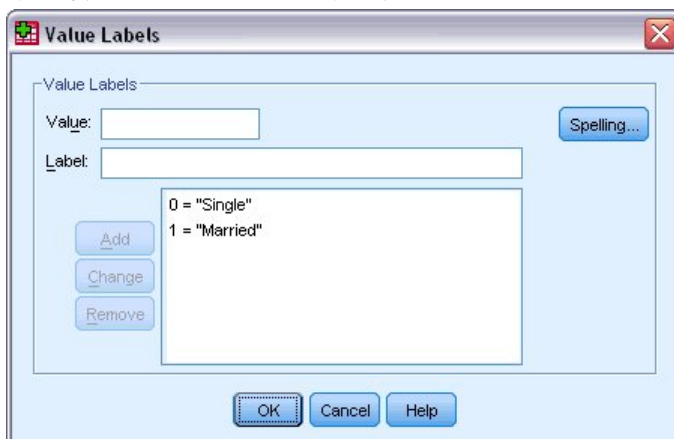 Value Labels
Value Labels
Value:
Spelling...
Label:
0 = "Single"
1 = "Married"
Add
Change
Remove
OK Cancel Help